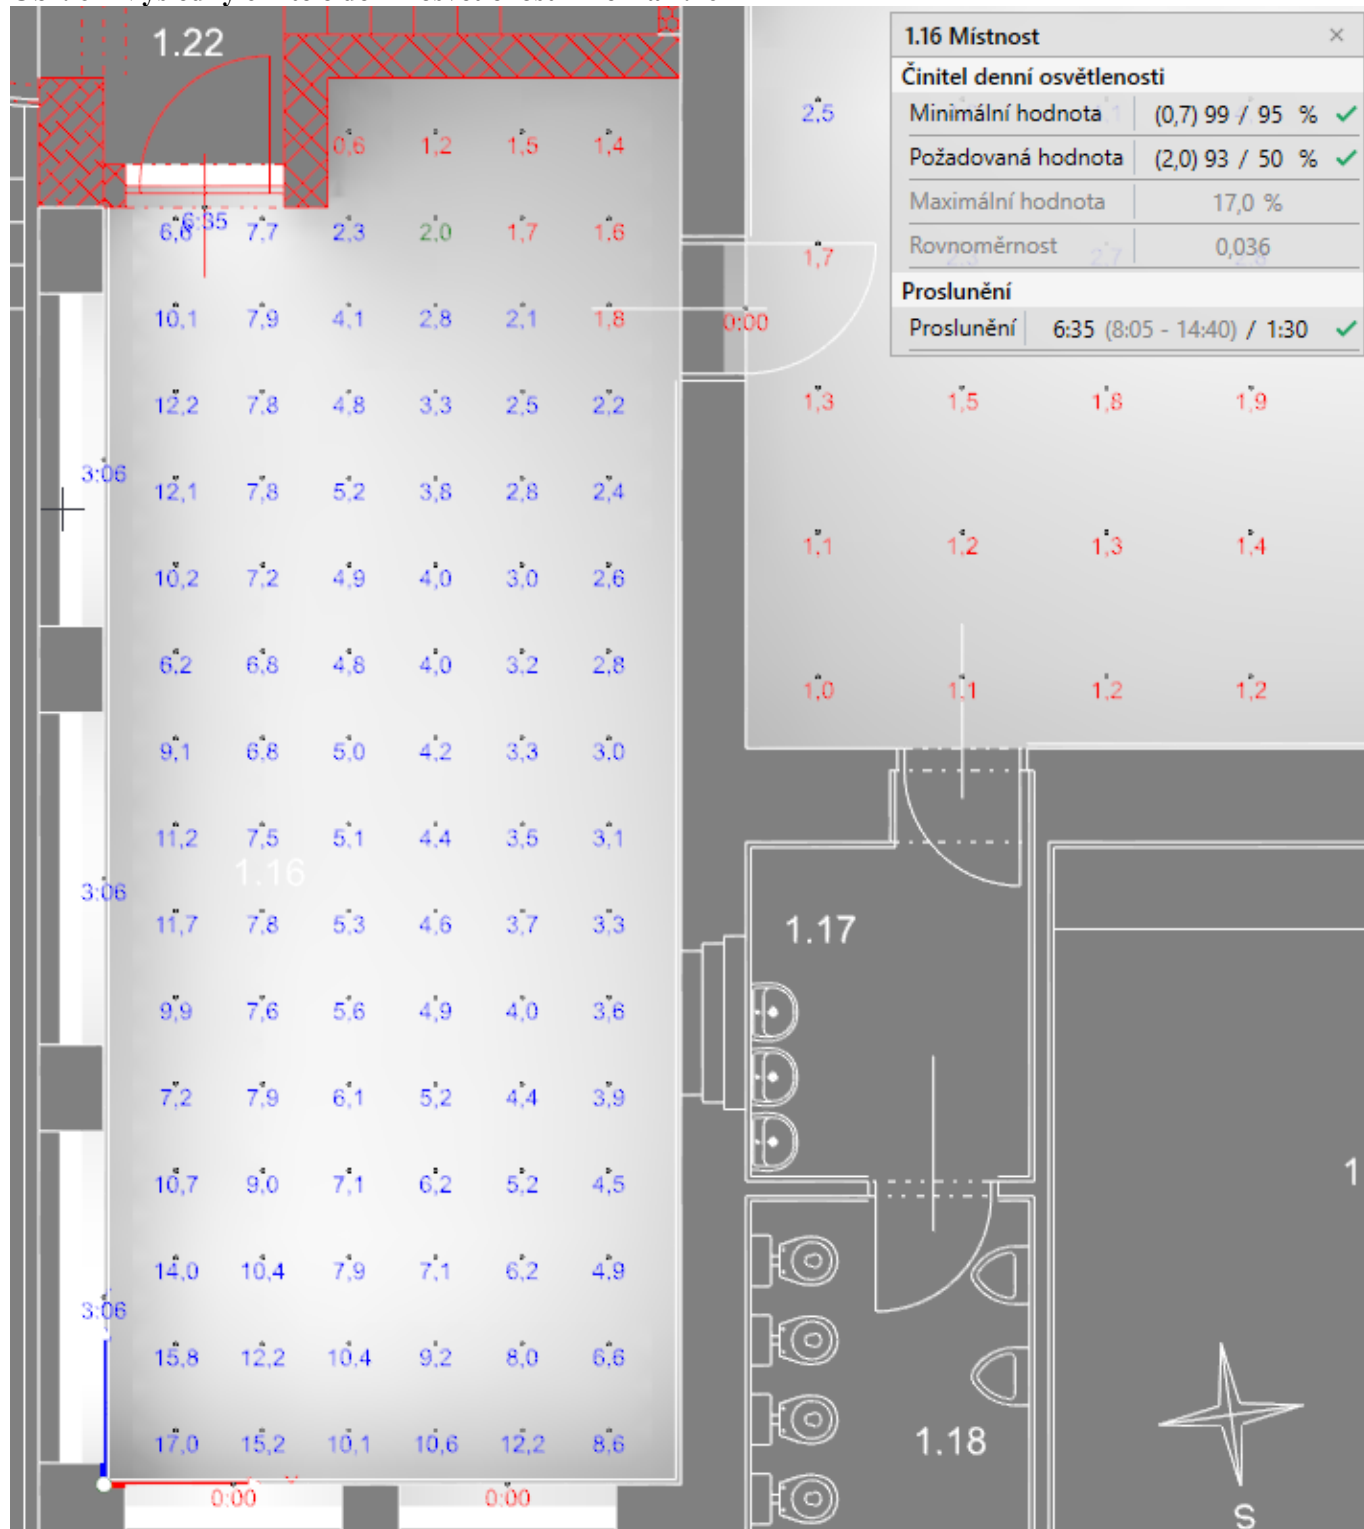 1.22
1.16 Místnost ×
Činitel denní osvětlenosti
Minimální hodnota (0,7) 99 / 95 %
Požadovaná hodnota (2,0) 93 / 50 %
Maximální hodnota 17,0 %
Rovnoměrnost 0,036
Proslunění
Proslunění 6:35 (8:05 - 14:40) / 1:30
2,5
0,6 1,2 1,5 1,4
6:35
6,6 7,7 2,3 2,0 1,7 1,6
1,7 2,7
10,1 7,9 4,1 2,8 2,1 1,8
0:00
12,2 7,8 4,8 3,3 2,5 2,2
1,3 1,5 1,8 1,9
3:06
12,1 7,8 5,2 3,8 2,8 2,4
1,1 1,2 1,3 1,4
10,2 7,2 4,9 4,0 3,0 2,6
6,2 6,8 4,8 4,0 3,2 2,8
1,0 1,1 1,2 1,2
9,1 6,8 5,0 4,2 3,3 3,0
11,2 7,5 5,1 4,4 3,5 3,1
1.16
3:06
11,7 7,8 5,3 4,6 3,7 3,3
1.17
9,9 7,6 5,6 4,9 4,0 3,6
7,2 7,9 6,1 5,2 4,4 3,9
10,7 9,0 7,1 6,2 5,2 4,5
1
14,0 10,4 7,9 7,1 6,2 4,9
3:06
15,8 12,2 10,4 9,2 8,0 6,6
17,0 15,2 10,1 10,6 12,2 8,6
1.18
0:00 0:00
S